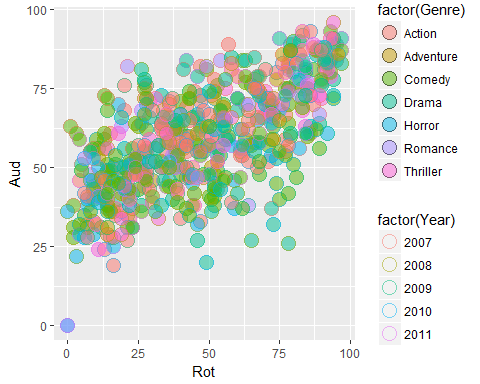 100
75
50
25
0
Aud
0
25
50
75
100
Rot
factor(Genre)
Action
Adventure
Comedy
Drama
Horror
Romance
Thriller
factor(Year)
2007
2008
2009
2010
2011